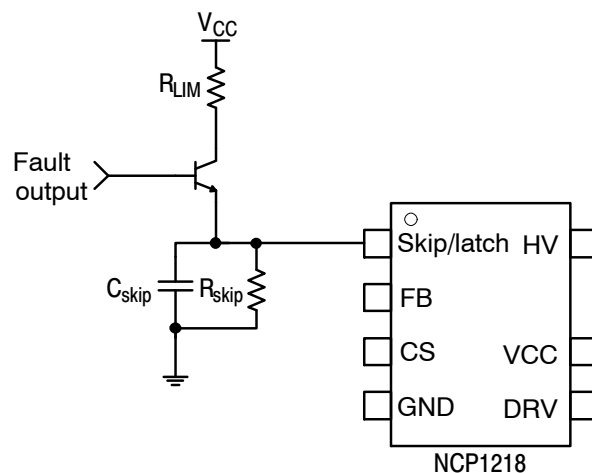 VCC
RLIM
Fault
output
Skip/latch HV
Cskip Rskip
FB
CS VCC
GND DRV
NCP1218